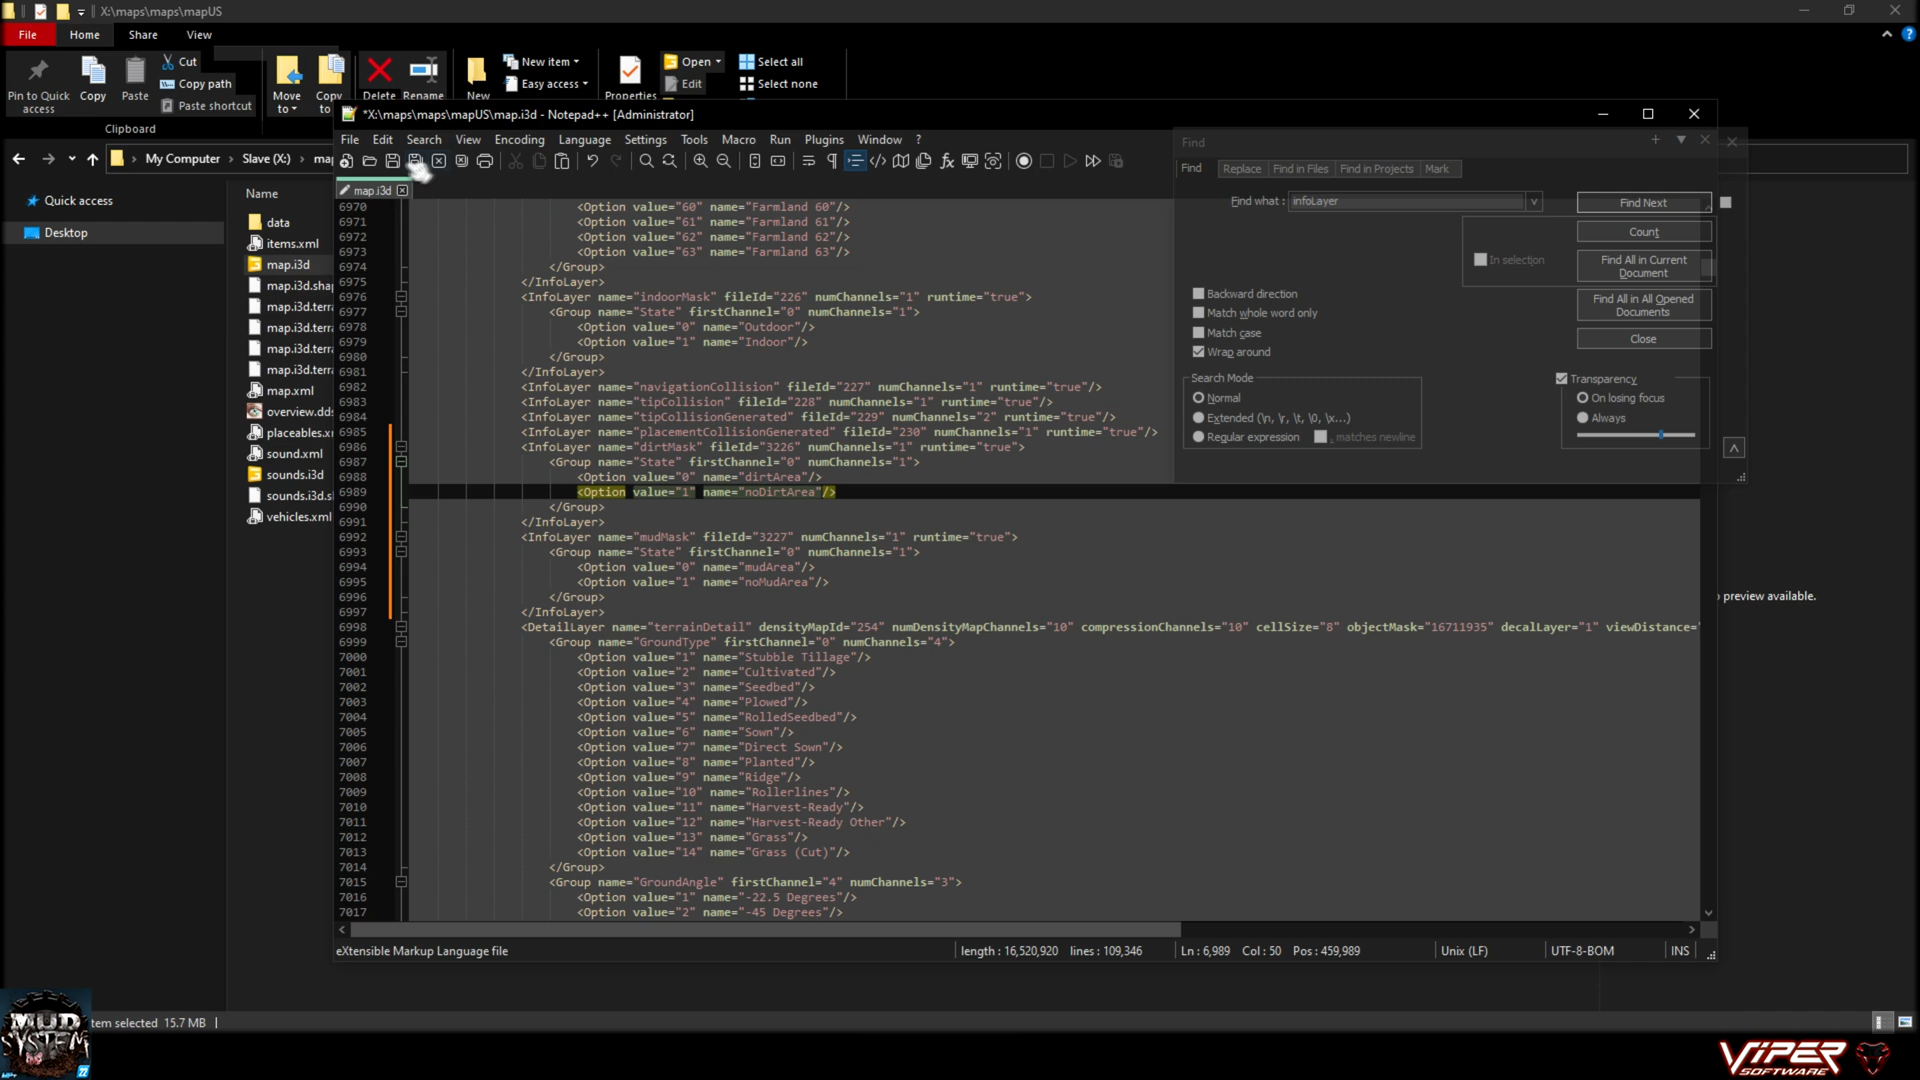 X:\maps\maps\mapUS
File Home Share View
Pin to Quick access
Copy
Paste
Cut
Copy path
Paste shortcut
Clipboard
Move to
Copy to
Delete
Rename
New item
Easy access
New
Properties
Open
Edit
Select all
Select none
My Computer Slave (X:)
Quick access
Desktop
Name
data
items.xml
map.i3d
map.i3d.sha
map.i3d.terra
map.i3d.terra
map.i3d.terra
map.i3d.terra
map.xml
overview.dds
placeables.x
sound.xml
sounds.i3d
sounds.i3d.s
vehicles.xml
*X:\maps\maps\mapUS\map.i3d - Notepad++ [Administrator]
File Edit Search View Encoding Language Settings Tools Macro Run Plugins Window ?
map.i3d
6970 <Option value="60" name="Farmland 60"/>
6971 <Option value="61" name="Farmland 61"/>
6972 <Option value="62" name="Farmland 62"/>
6973 <Option value="63" name="Farmland 63"/>
6974 </Group>
6975 </InfoLayer>
6976 <InfoLayer name="indoorMask" fileId="226" numChannels="1" runtime="true">
6977 <Group name="State" firstChannel="0" numChannels="1">
6978 <Option value="0" name="Outdoor"/>
6979 <Option value="1" name="Indoor"/>
6980 </Group>
6981 </InfoLayer>
6982 <InfoLayer name="navigationCollision" fileId="227" numChannels="1" runtime="true"/>
6983 <InfoLayer name="tipCollision" fileId="228" numChannels="1" runtime="true"/>
6984 <InfoLayer name="tipCollisionGenerated" fileId="229" numChannels="2" runtime="true"/>
6985 <InfoLayer name="placementCollisionGenerated" fileId="230" numChannels="1" runtime="true"/>
6986 <InfoLayer name="dirtMask" fileId="3226" numChannels="1" runtime="true">
6987 <Group name="State" firstChannel="0" numChannels="1">
6988 <Option value="0" name="dirtArea"/>
6989 <Option value="1" name="noDirtArea"/>
6990 </Group>
6991 </InfoLayer>
6992 <InfoLayer name="mudMask" fileId="3227" numChannels="1" runtime="true">
6993 <Group name="State" firstChannel="0" numChannels="1">
6994 <Option value="0" name="mudArea"/>
6995 <Option value="1" name="noMudArea"/>
6996 </Group>
6997 </InfoLayer>
6998 <DetailLayer name="terrainDetail" densityMapId="254" numDensityMapChannels="10" compressionChannels="10" cellSize="8" objectMask="16711935" decalLayer="1" viewDistance="
6999 <Group name="GroundType" firstChannel="0" numChannels="4">
7000 <Option value="1" name="Stubble Tillage"/>
7001 <Option value="2" name="Cultivated"/>
7002 <Option value="3" name="Seedbed"/>
7003 <Option value="4" name="Plowed"/>
7004 <Option value="5" name="RolledSeedbed"/>
7005 <Option value="6" name="Sown"/>
7006 <Option value="7" name="Direct Sown"/>
7007 <Option value="8" name="Planted"/>
7008 <Option value="9" name="Ridge"/>
7009 <Option value="10" name="Rollerlines"/>
7010 <Option value="11" name="Harvest-Ready"/>
7011 <Option value="12" name="Harvest-Ready Other"/>
7012 <Option value="13" name="Grass"/>
7013 <Option value="14" name="Grass (Cut)"/>
7014 </Group>
7015 <Group name="GroundAngle" firstChannel="4" numChannels="3">
7016 <Option value="1" name="-22.5 Degrees"/>
7017 <Option value="2" name="-45 Degrees"/>
Find
Find Replace Find in Files Find in Projects Mark
Find what : infoLayer
Find Next
Count
In selection
Find All in Current Document
Find All in All Opened Documents
Close
Backward direction
Match whole word only
Match case
Wrap around
Search Mode
Normal
Extended (\n, \r, \t, \0, \x...)
Regular expression
. matches newline
Transparency
On losing focus
Always
preview available.
eXtensible Markup Language file length : 16,520,920 lines : 109,346 Ln : 6,989 Col : 50 Pos : 459,989 Unix (LF) UTF-8-BOM INS
tem selected 15.7 MB
MUD
SYSTEM
22
VIPER
SOFTWARE